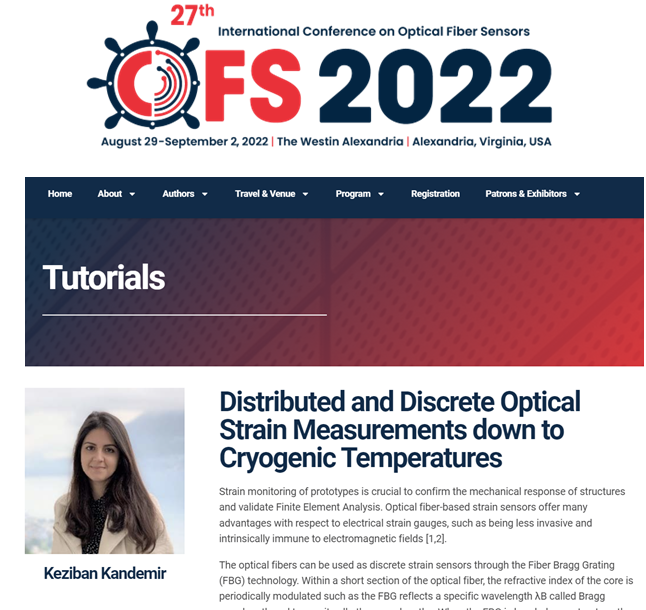 27th
International Conference on Optical Fiber Sensors
OFS 2022
August 29-September 2, 2022 | The Westin Alexandria | Alexandria, Virginia, USA
Home About Authors Travel & Venue Program Registration Patrons & Exhibitors
Tutorials
Distributed and Discrete Optical
Strain Measurements down to
Cryogenic Temperatures
Strain monitoring of prototypes is crucial to confirm the mechanical response of structures
and validate Finite Element Analysis. Optical fiber-based strain sensors offer many
advantages with respect to electrical strain gauges, such as being less invasive and
intrinsically immune to electromagnetic fields [1,2].
The optical fibers can be used as discrete strain sensors through the Fiber Bragg Grating
(FBG) technology. Within a short section of the optical fiber, the refractive index of the core is
periodically modulated such as the FBG reflects a specific wavelength λB called Bragg
Keziban Kandemir